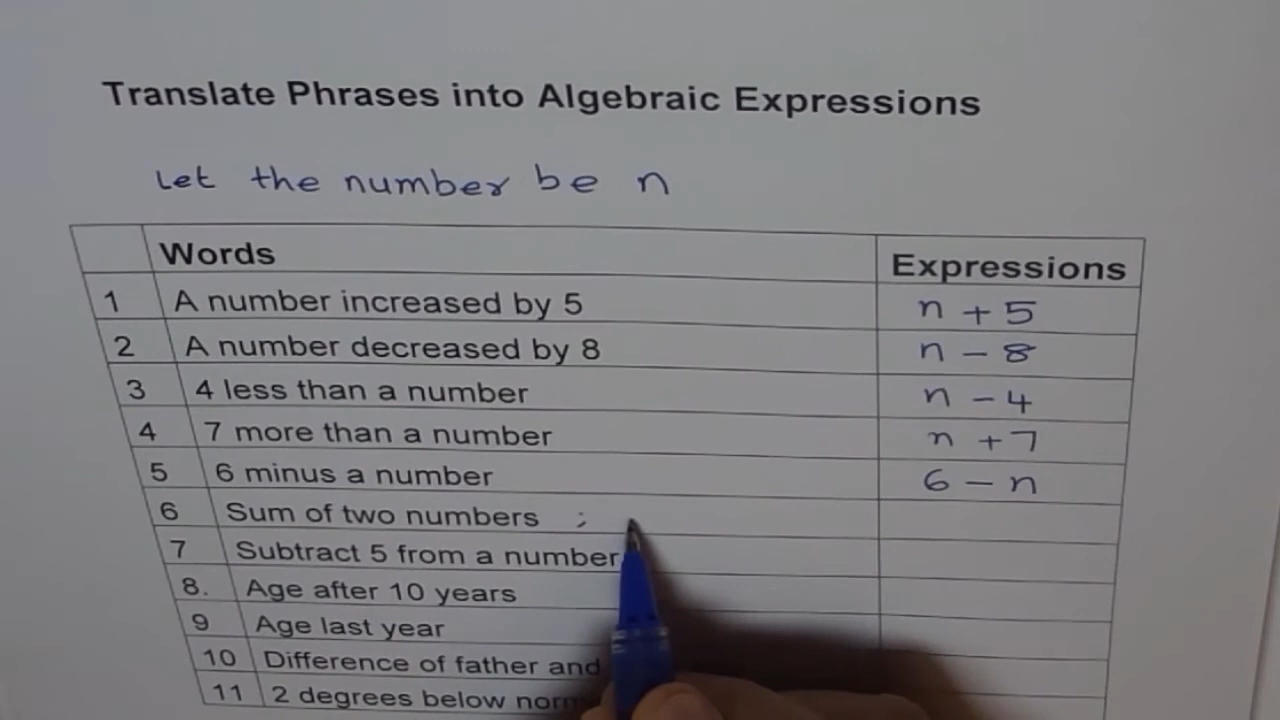 Translate Phrases into Algebraic Expressions
Let the number be n
Words Expressions
1 A number increased by 5 n + 5
2 A number decreased by 8 n - 8
3 4 less than a number n - 4
4 7 more than a number n + 7
5 6 minus a number 6 - n
6 Sum of two numbers ;
7 Subtract 5 from a number
8. Age after 10 years
9 Age last year
10 Difference of father and
11 2 degrees below